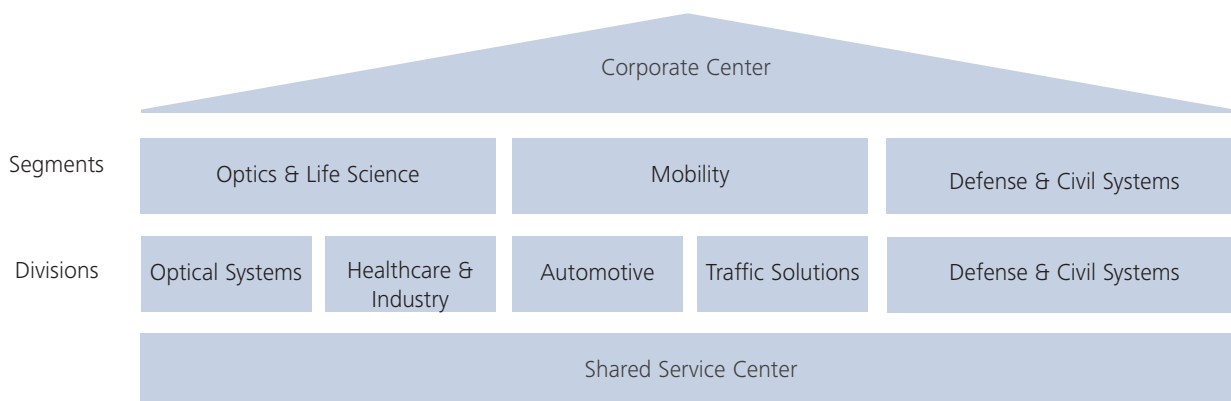 Corporate Center
Segments
Optics & Life Science
Mobility
Defense & Civil Systems
Divisions
Optical Systems
Healthcare &
Industry
Automotive
Traffic Solutions
Defense & Civil Systems
Shared Service Center